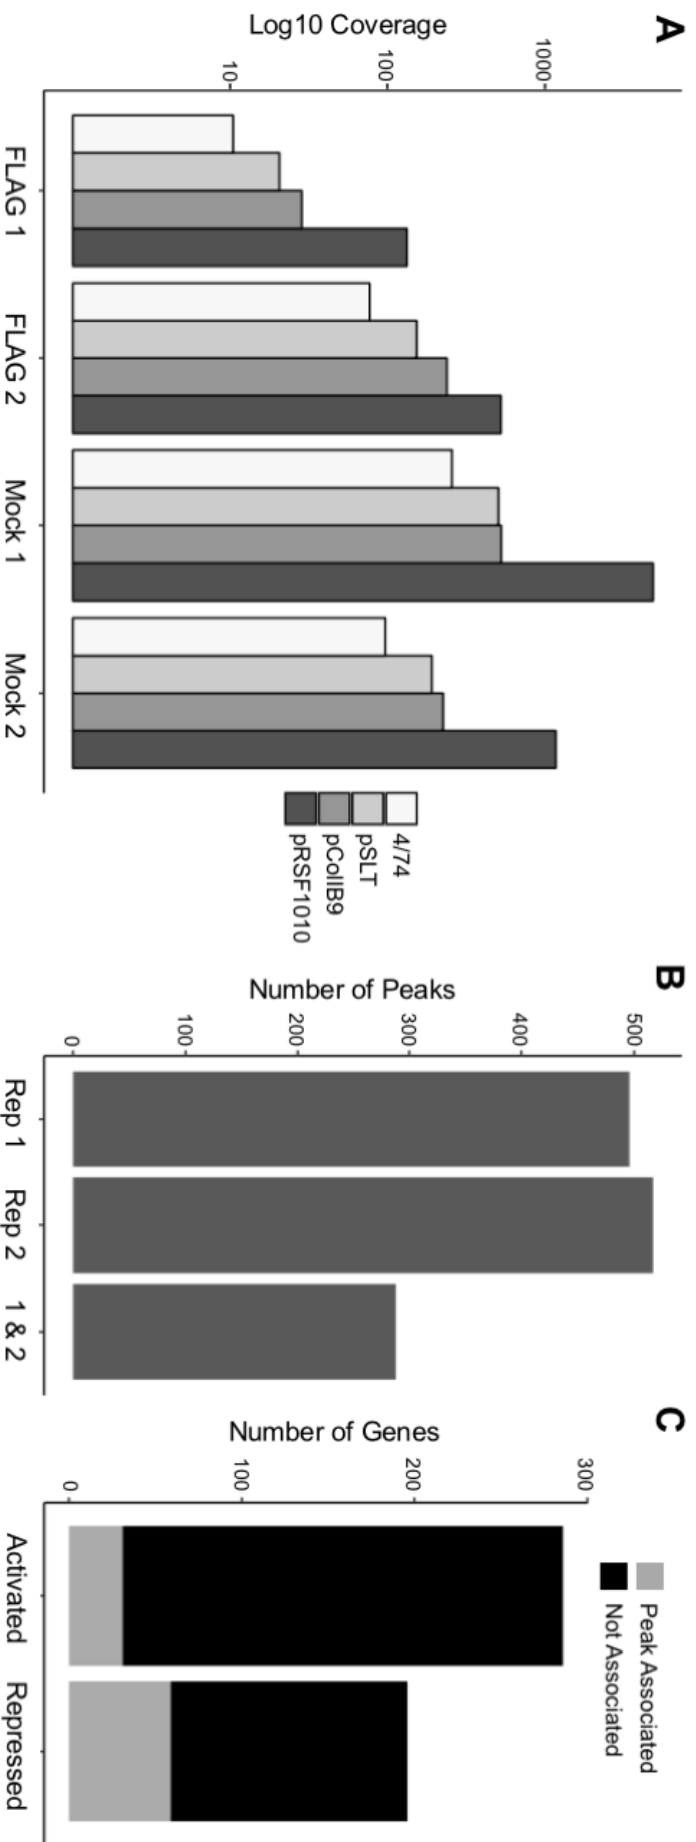 A
Log10 Coverage
1000
100
10
FLAG 1
FLAG 2
Mock 1
Mock 2
4/74
pSLT
pColIB9
pRSF1010
B
Number of Peaks
500
400
300
200
100
0
Rep 1
Rep 2
1 & 2
C
Number of Genes
300
200
100
0
Activated
Repressed
Peak Associated
Not Associated